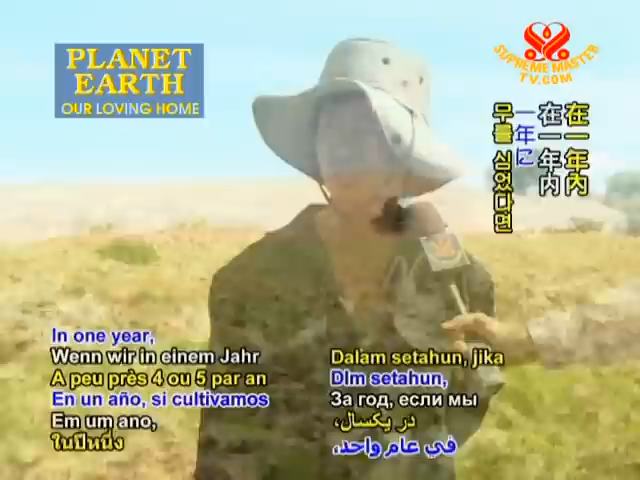 PLANET
EARTH
OUR LOVING HOME
SUPREME MASTER
TV.COM
在一年內
在一年内
一年に
무를 심었다면
In one year,
Wenn wir in einem Jahr
A peu près 4 ou 5 par an
En un año, si cultivamos
Em um ano,
ในปีหนึ่ง
Dalam setahun, jika
Dlm setahun,
За год, если мы
در یکسال،
في عام واحد،